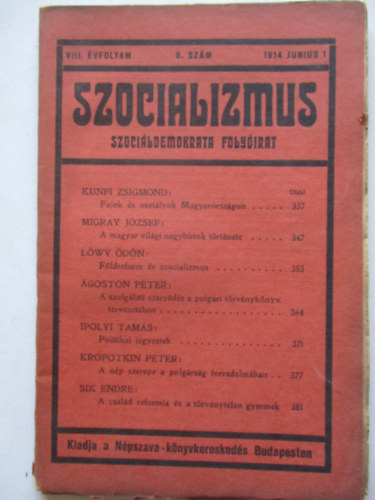 VIII. ÉVFOLYAM 8. SZÁM 1914 JUNIUS 1
SZOCIALIZMUS
SZOCIÁLDEMOKRATA FOLYÓIRAT
KUNFI ZSIGMOND: Oldal
Fajok és osztályok Magyarországon ..... 337
MIGRAY JÓZSEF:
A magyar világi nagybirtok története .. 347
LŐWY ÖDÖN:
Földreform és szocializmus ........ 353
ÁGOSTON PÉTER:
A szolgálati szerződés a polgári törvénykönyv
tervezetében ............ 364
IPOLYI TAMÁS:
Politikai jegyzetek ............ 371
KROPOTKIN PÉTER:
A nép szerepe a polgárság forradalmában .. 377
SIK ENDRE:
A család reformja és a törvénytelen gyermek 381
Kiadja a Népszava-könyvkereskedés Budapesten